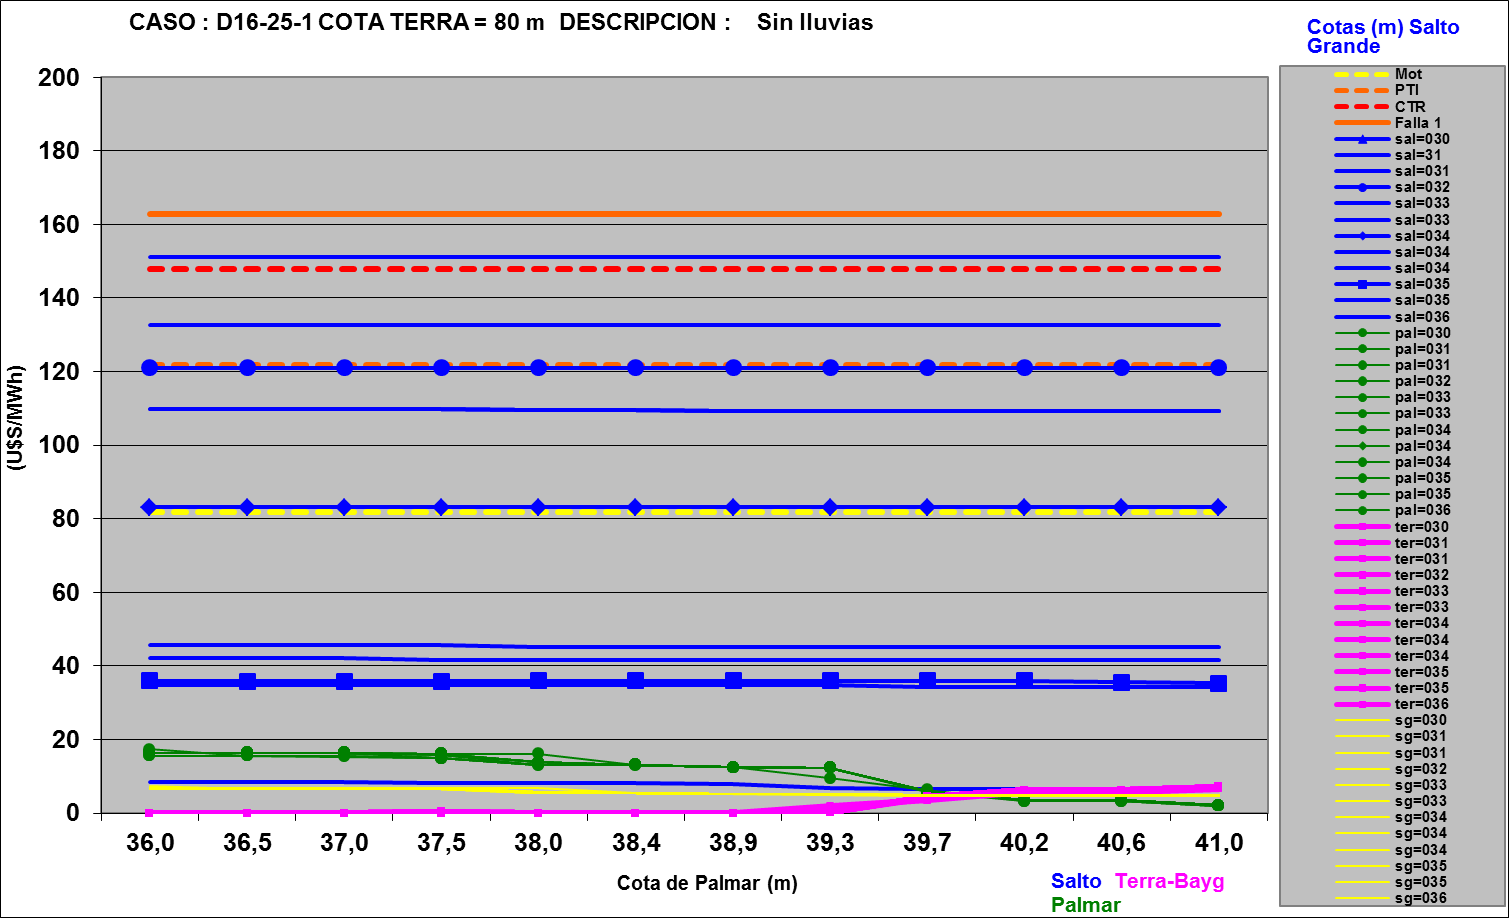 CASO : D16-25-1 COTA TERRA = 80 m  DESCRIPCION :    Sin lluvias
Cotas (m) Salto
Grande
200
180
160
140
120
100
80
60
40
20
0
(U$S/MWh)
36,0 36,5 37,0 37,5 38,0 38,4 38,9 39,3 39,7 40,2 40,6 41,0
Cota de Palmar (m)
Salto Terra-Bayg
Palmar
Mot
PTI
CTR
Falla 1
sal=030
sal=31
sal=031
sal=032
sal=033
sal=033
sal=034
sal=034
sal=034
sal=035
sal=035
sal=036
pal=030
pal=031
pal=031
pal=032
pal=033
pal=033
pal=034
pal=034
pal=034
pal=035
pal=035
pal=036
ter=030
ter=031
ter=031
ter=032
ter=033
ter=033
ter=034
ter=034
ter=034
ter=035
ter=035
ter=036
sg=030
sg=031
sg=031
sg=032
sg=033
sg=033
sg=034
sg=034
sg=034
sg=035
sg=035
sg=036